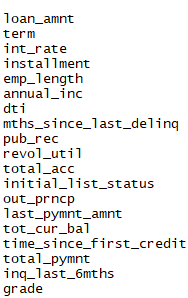 loan_amnt
term
int_rate
installment
emp_length
annual_inc
dti
mths_since_last_delinq
pub_rec
revol_util
total_acc
initial_list_status
out_prncp
last_pymnt_amnt
tot_cur_bal
time_since_first_credit
total_pymnt
inq_last_6mths
grade